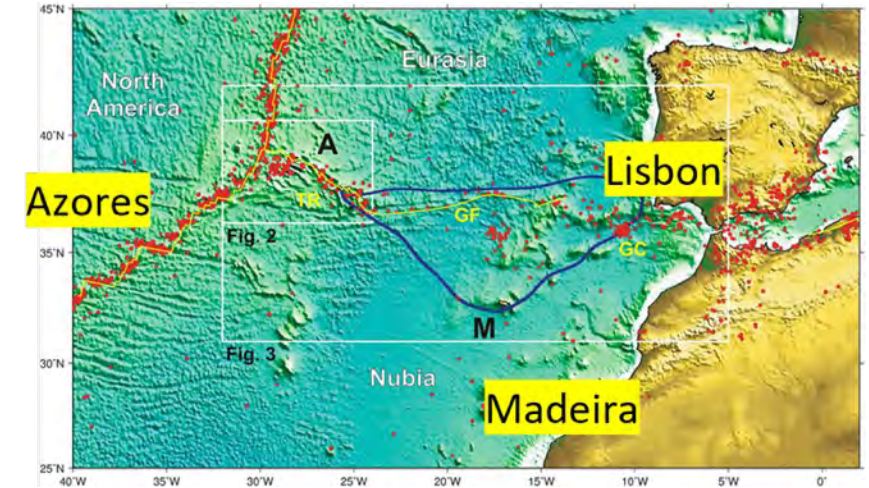 45°N
Eurasia
North
America
40°N
A
Lisbon
Azores
TR
GF
Fig. 2
35°N
GC
M
Fig. 3
30°N
Nubia
Madeira
25°N
40°W 35°W 30°W 25°W 20°W 15°W 10°W 5°W 0°